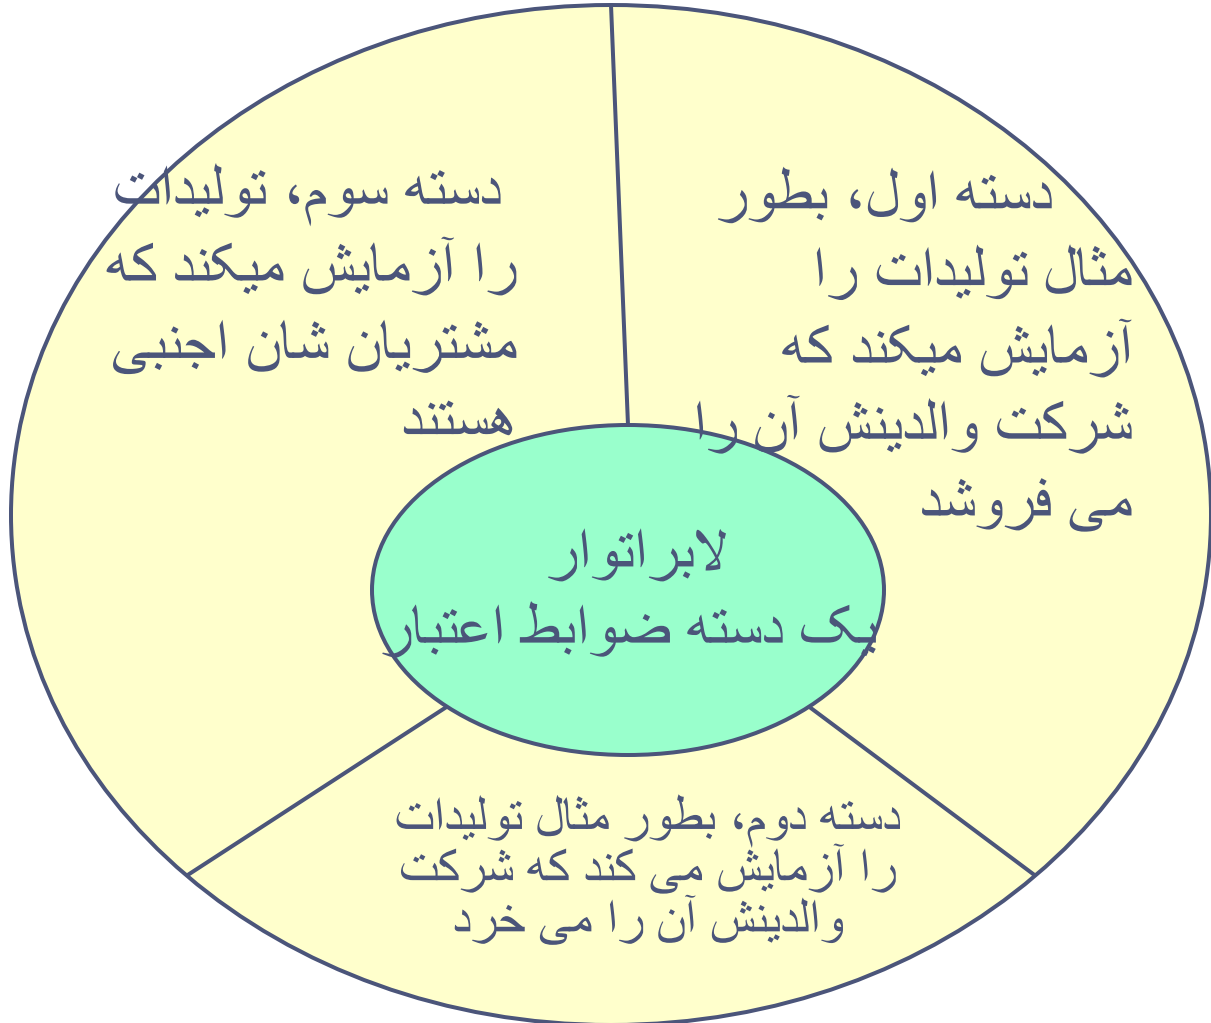 دسته اول، بطور
مثال تولیدات را
آزمایش میکند که
شرکت والدینش آن را
می فروشد
دسته سوم، تولیدات
را آزمایش میکند که
مشتریان شان اجنبی
هستند
لابراتوار
یک دسته ضوابط اعتبار
دسته دوم، بطور مثال تولیدات
را آزمایش می کند که شرکت
والدینش آن را می خرد